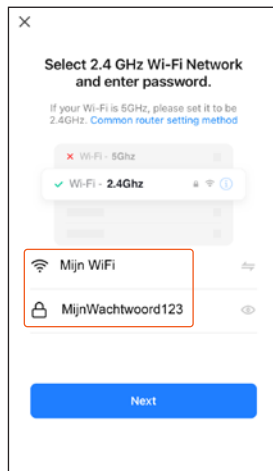 Select 2.4 GHz Wi-Fi Network
and enter password.
If your Wi-Fi is 5GHz, please set it to be
2.4GHz. Common router setting method
Wi-Fi - 5Ghz
Wi-Fi - 2.4Ghz
Mijn WiFi
MijnWachtwoord123
Next